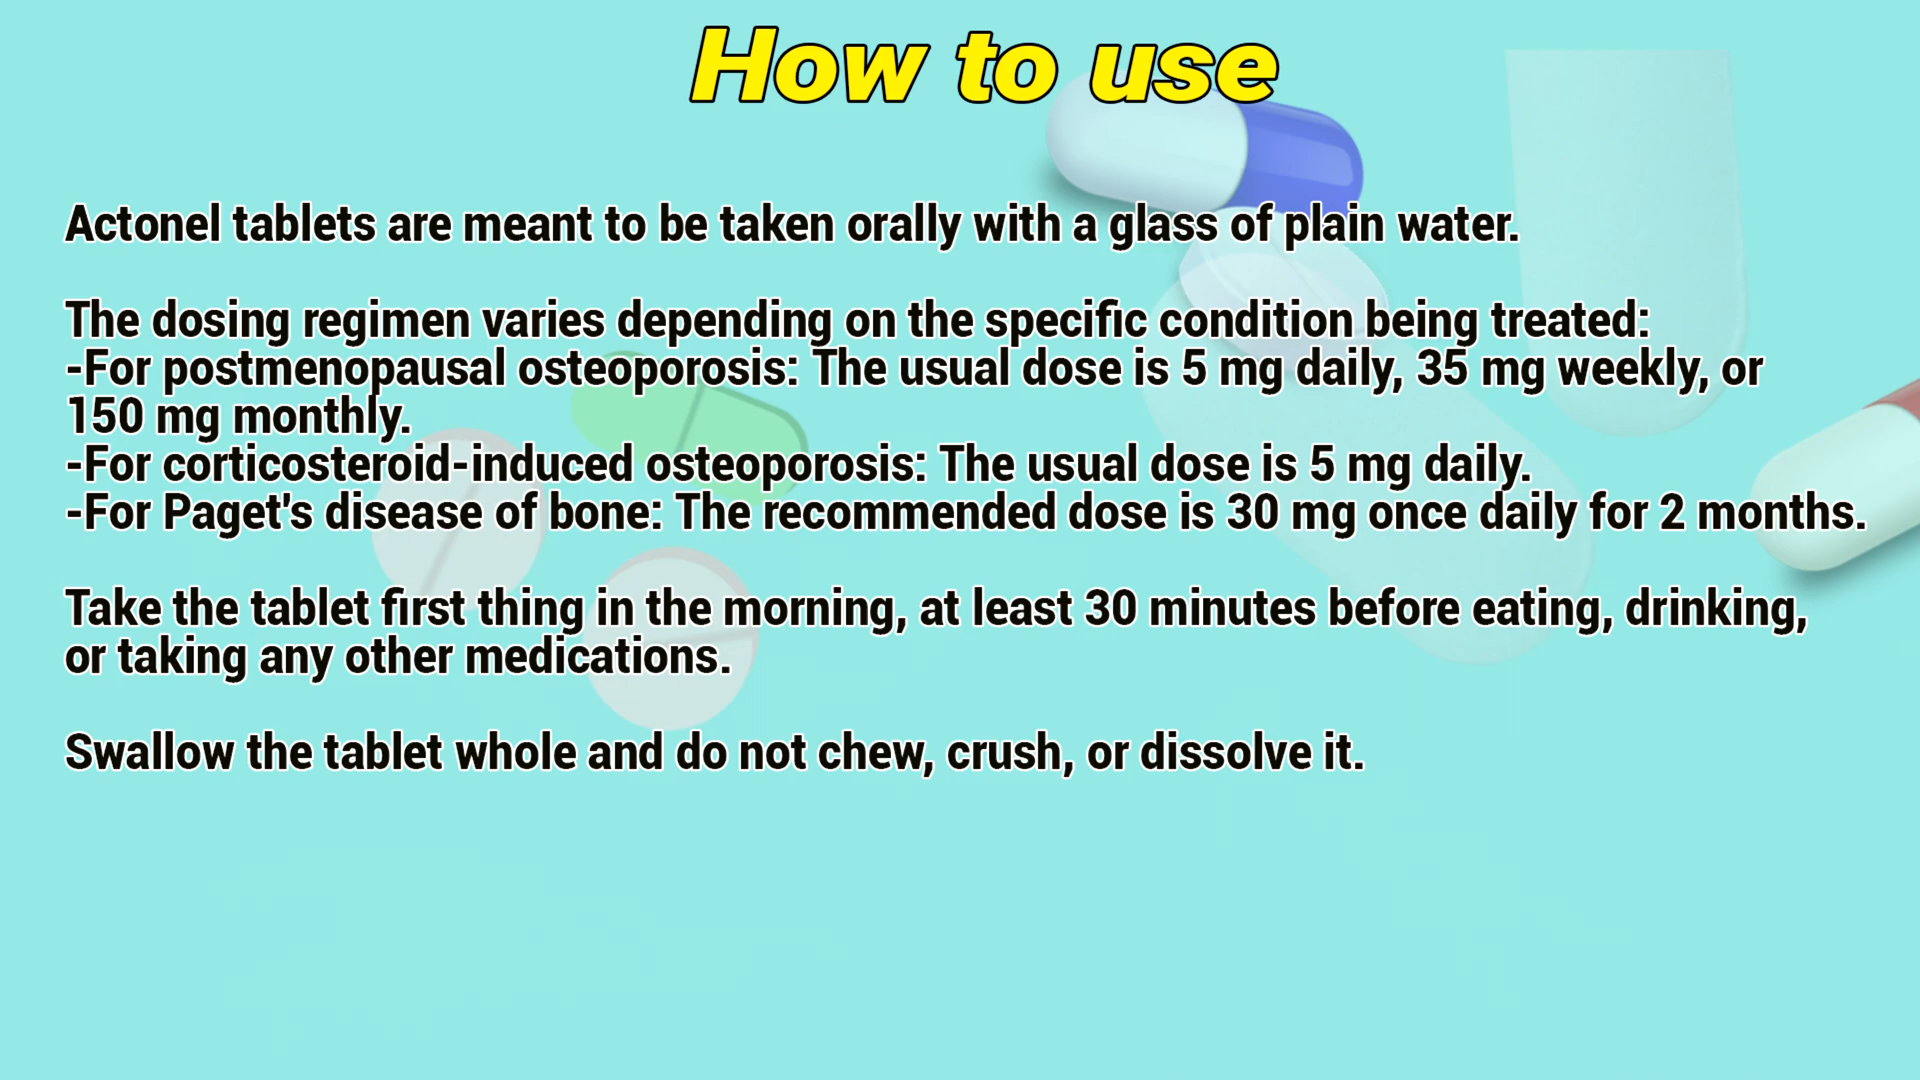 How to use
Actonel tablets are meant to be taken orally with a glass of plain water.
The dosing regimen varies depending on the specific condition being treated:
-For postmenopausal osteoporosis: The usual dose is 5 mg daily, 35 mg weekly, or
150 mg monthly.
-For corticosteroid-induced osteoporosis: The usual dose is 5 mg daily.
-For Paget's disease of bone: The recommended dose is 30 mg once daily for 2 months.
Take the tablet first thing in the morning, at least 30 minutes before eating, drinking,
or taking any other medications.
Swallow the tablet whole and do not chew, crush, or dissolve it.